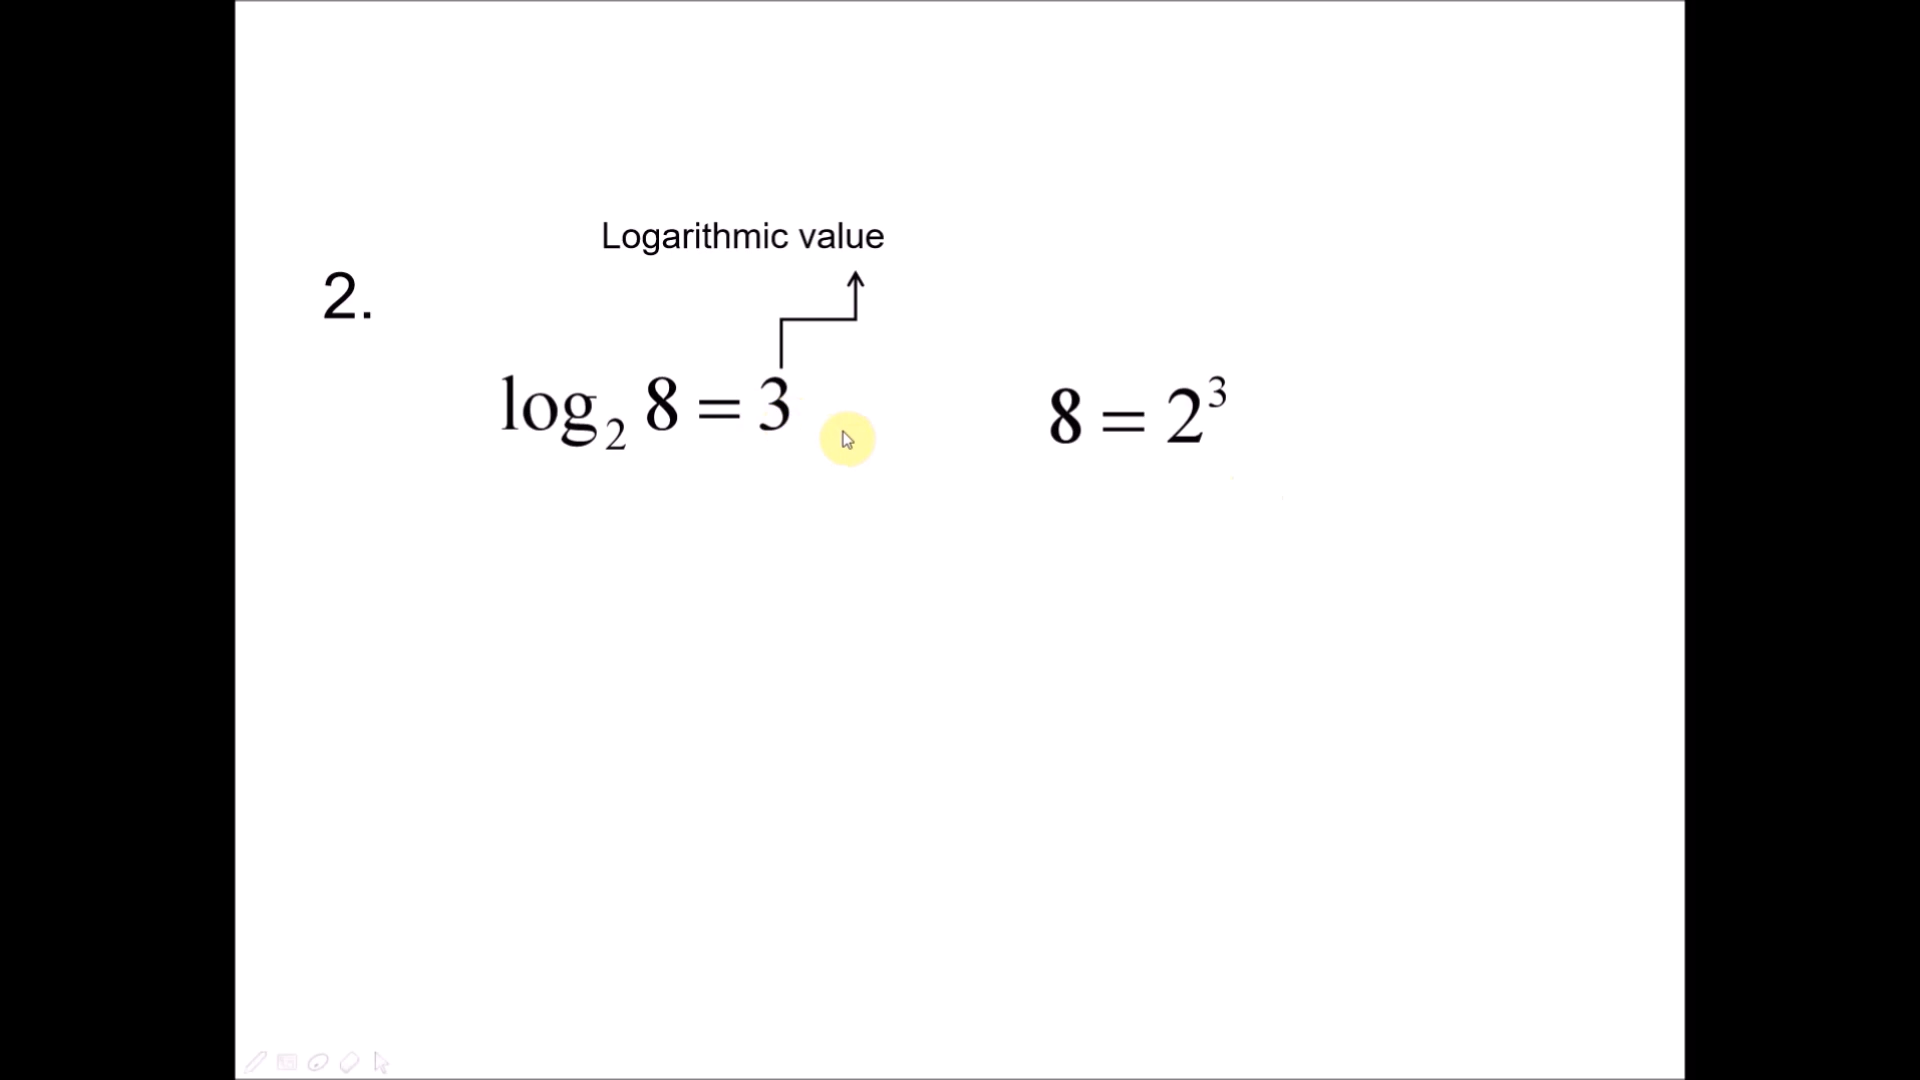 Logarithmic value
2.
log₂ 8 = 3
8 = 2³